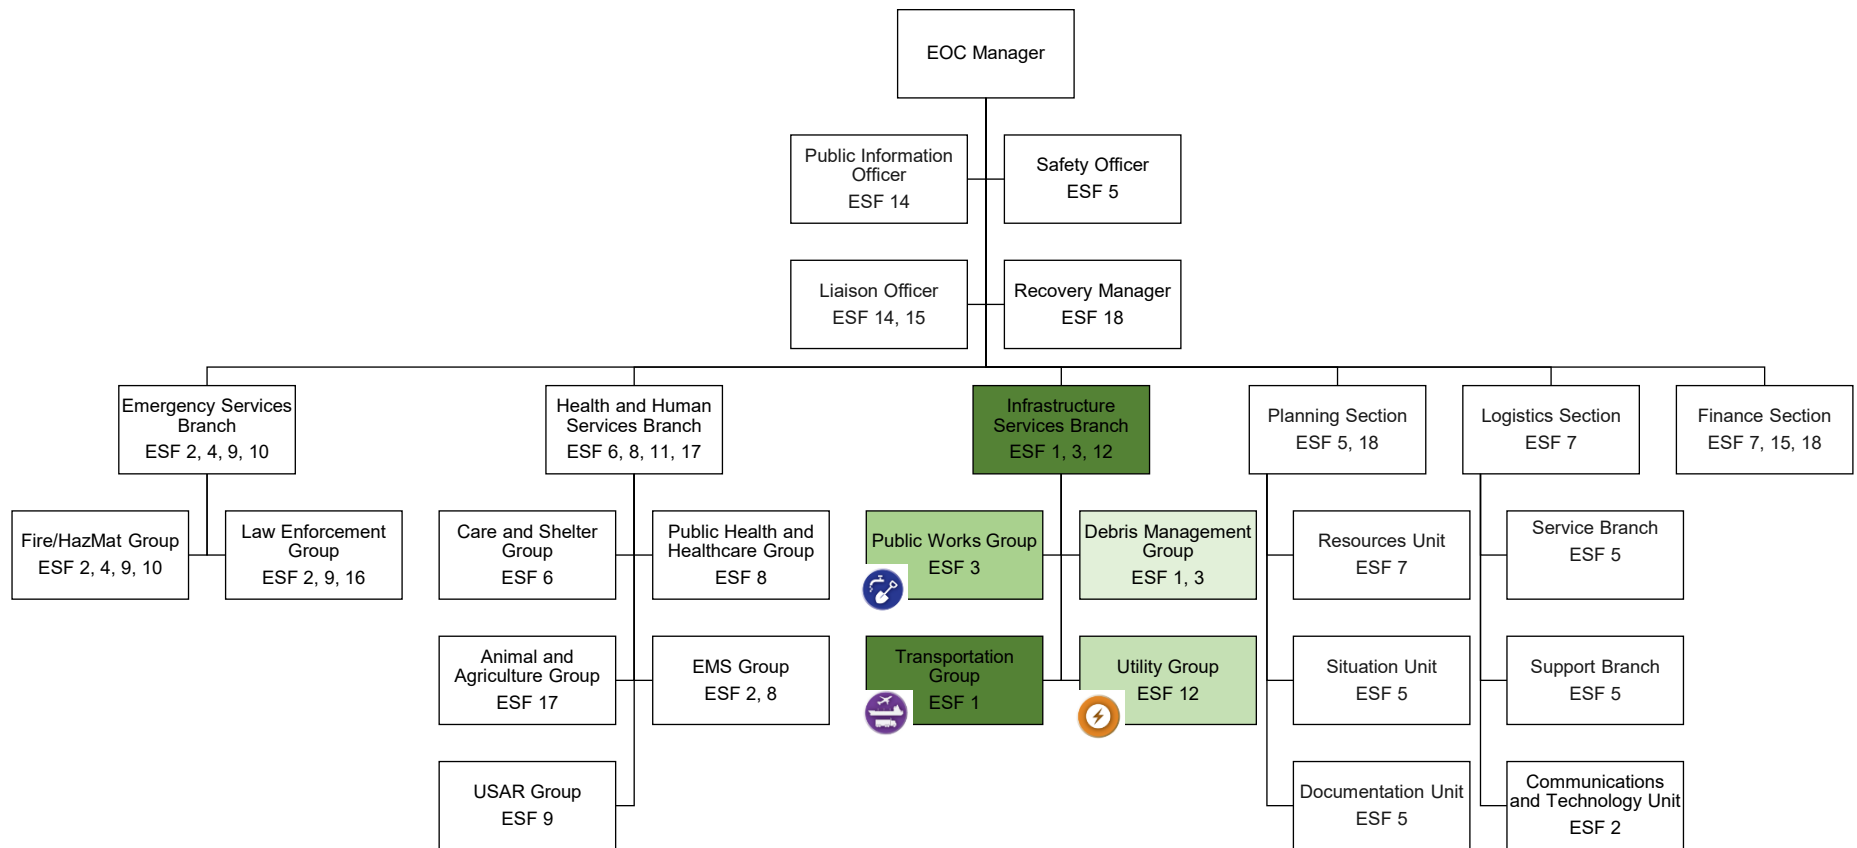 EOC Manager
Public Information
Officer
ESF 14
Safety Officer
ESF 5
Liaison Officer
ESF 14, 15
Recovery Manager
ESF 18
Emergency Services
Branch
ESF 2, 4, 9, 10
Health and Human
Services Branch
ESF 6, 8, 11, 17
Infrastructure
Services Branch
ESF 1, 3, 12
Planning Section
ESF 5, 18
Logistics Section
ESF 7
Finance Section
ESF 7, 15, 18
Fire/HazMat Group
ESF 2, 4, 9, 10
Law Enforcement
Group
ESF 2, 9, 16
Care and Shelter
Group
ESF 6
Public Health and
Healthcare Group
ESF 8
Public Works Group
ESF 3
Debris Management
Group
ESF 1, 3
Resources Unit
ESF 7
Service Branch
ESF 5
Animal and
Agriculture Group
ESF 17
EMS Group
ESF 2, 8
Transportation
Group
ESF 1
Utility Group
ESF 12
Situation Unit
ESF 5
Support Branch
ESF 5
USAR Group
ESF 9
Documentation Unit
ESF 5
Communications
and Technology Unit
ESF 2